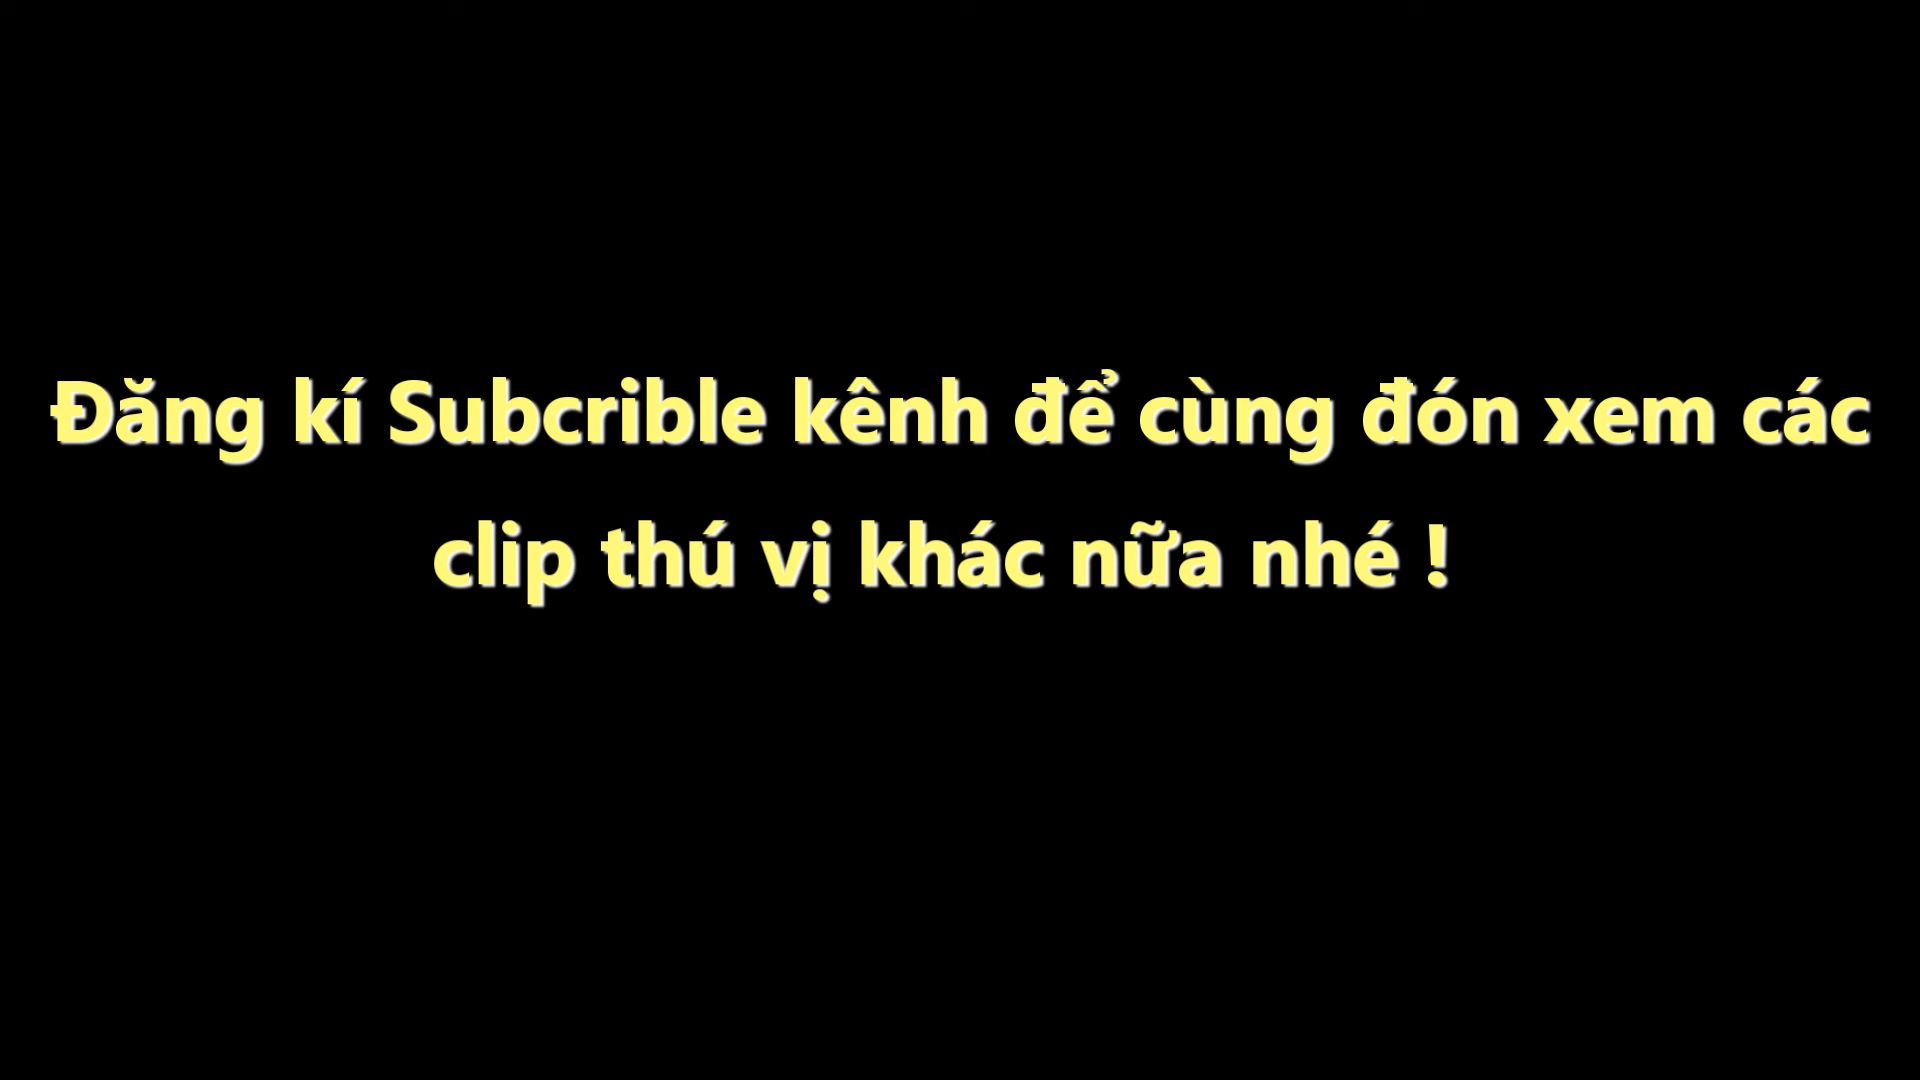 Đăng kí Subcrible kênh để cùng đón xem các
clip thú vị khác nữa nhé !